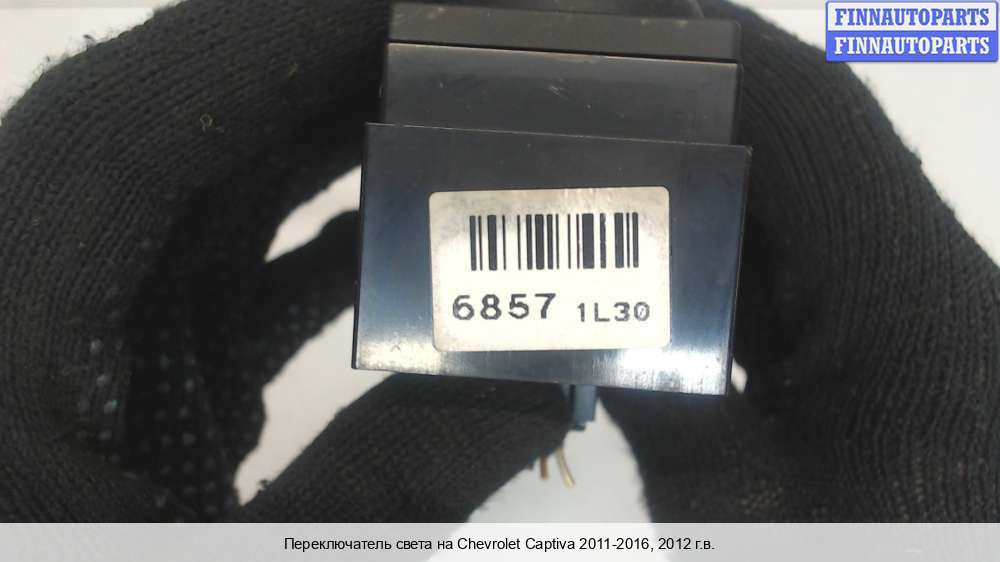 FINNAUTOPARTS
FINNAUTOPARTS
6857 1L30
Переключатель света на Chevrolet Captiva 2011-2016, 2012 г.в.